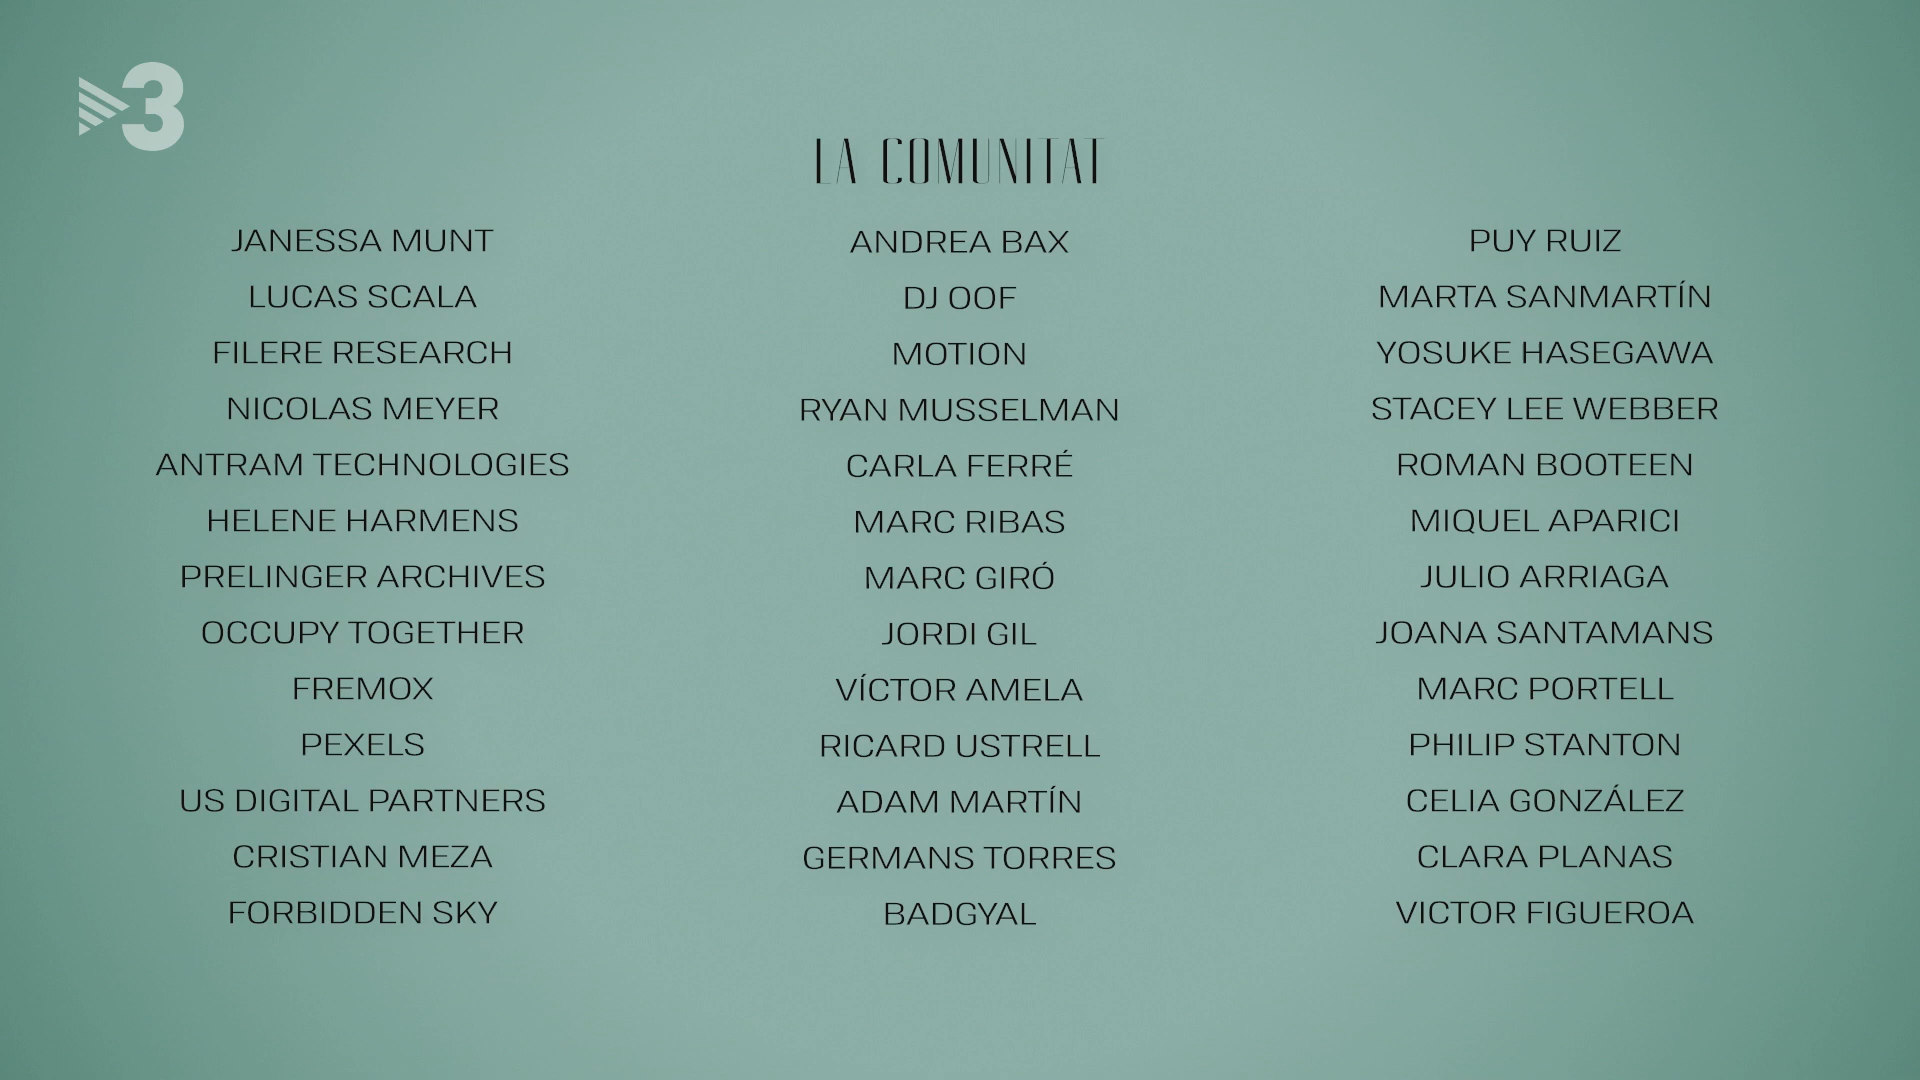 3
LA COMUNITAT
JANESSA MUNT
LUCAS SCALA
FILERE RESEARCH
NICOLAS MEYER
ANTRAM TECHNOLOGIES
HELENE HARMENS
PRELINGER ARCHIVES
OCCUPY TOGETHER
FREMOX
PEXELS
US DIGITAL PARTNERS
CRISTIAN MEZA
FORBIDDEN SKY
ANDREA BAX
DJ OOF
MOTION
RYAN MUSSELMAN
CARLA FERRÉ
MARC RIBAS
MARC GIRÓ
JORDI GIL
VÍCTOR AMELA
RICARD USTRELL
ADAM MARTÍN
GERMANS TORRES
BADGYAL
PUY RUIZ
MARTA SANMARTÍN
YOSUKE HASEGAWA
STACEY LEE WEBBER
ROMAN BOOTEEN
MIQUEL APARICI
JULIO ARRIAGA
JOANA SANTAMANS
MARC PORTELL
PHILIP STANTON
CELIA GONZÁLEZ
CLARA PLANAS
VICTOR FIGUEROA